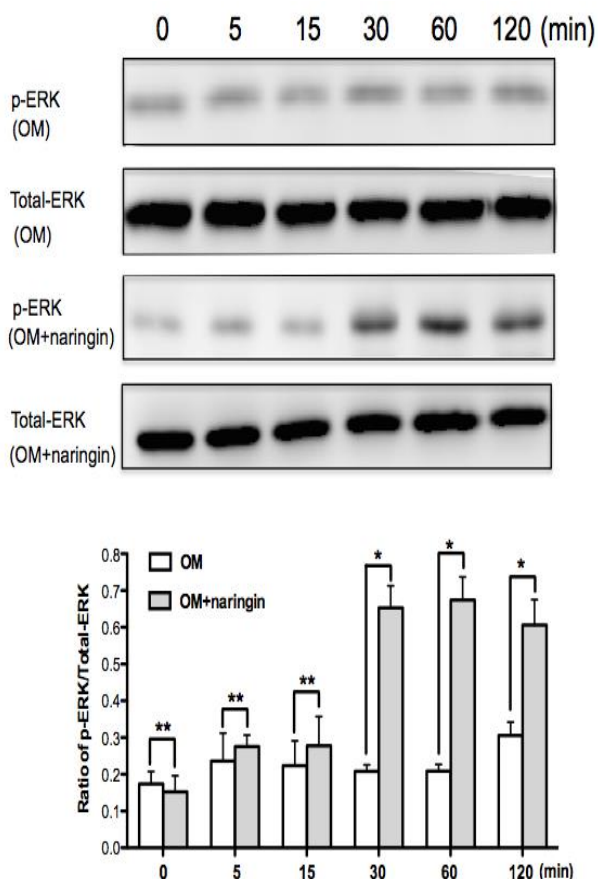 0 5 15 30 60 120 (min)
p-ERK
(OM)
Total-ERK
(OM)
p-ERK
(OM+naringin)
Total-ERK
(OM+naringin)
Ratio of p-ERK/Total-ERK
0.8
0.7
0.6
0.5
0.4
0.3
0.2
0.1
0.0
OM
OM+naringin
** ** ** * * *
0 5 15 30 60 120 (min)